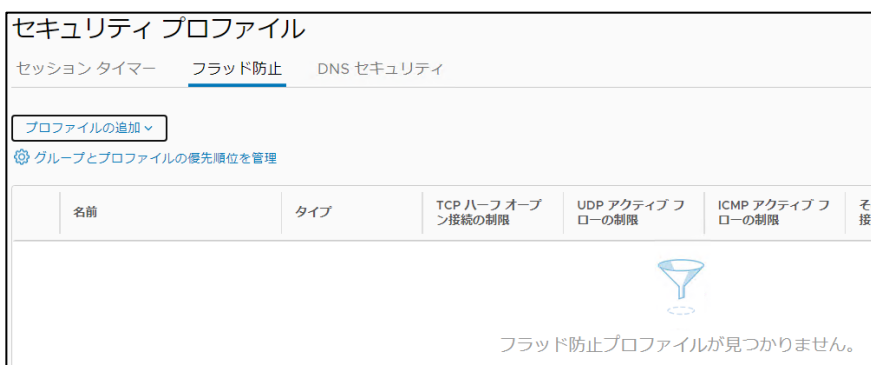 セキュリティ プロファイル
セッション タイマー フラッド防止 DNS セキュリティ
プロファイルの追加
グループとプロファイルの優先順位を管理
名前 タイプ TCP ハーフ オープン接続の制限 UDP アクティブ フローの制限 ICMP アクティブ フローの制限 そ 接
フラッド防止プロファイルが見つかりません。